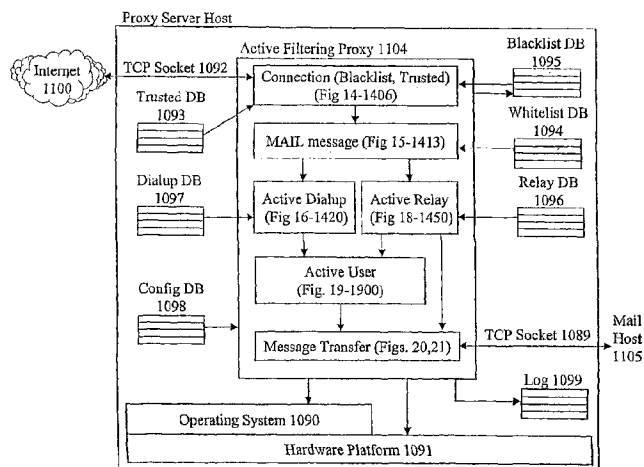 Proxy Server Host
Active Filtering Proxy 1104
Internet
1100
TCP Socket 1092
Connection (Blacklist, Trusted)
(Fig 14-1406)
Blacklist DB
1095
Trusted DB
1093
MAIL message (Fig 15-1413)
Whitelist DB
1094
Dialup DB
1097
Active Dialup
(Fig 16-1420)
Active Relay
(Fig 18-1450)
Relay DB
1096
Active User
(Fig. 19-1900)
Config DB
1098
Message Transfer (Figs. 20,21)
TCP Socket 1089
Mail
Host
1105
Log 1099
Operating System 1090
Hardware Platform 1091